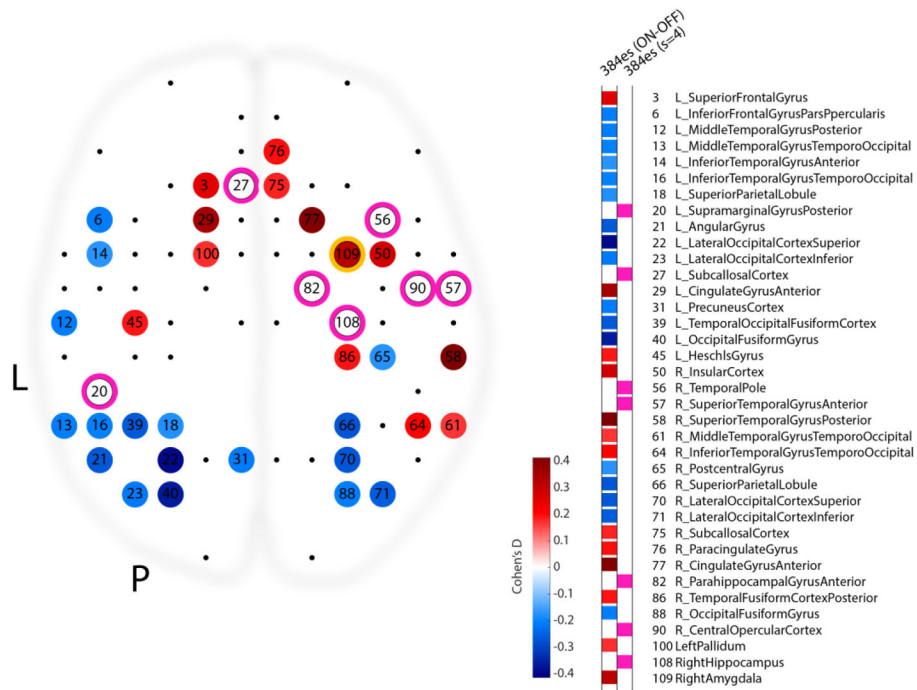 384es (ON-OFF)
384es (s=4)
76
3
27
75
6
29
77
56
14
100
109
50
82
90
57
12
45
108
86
65
58
L
20
13
16
39
18
66
64
61
21
22
31
70
23
40
88
71
P
Cohen's D
0.4
0.3
0.2
0.1
0
-0.1
-0.2
-0.3
-0.4
3 L_SuperiorFrontalGyrus
6 L_InferiorFrontalGyrusParsPpercularis
12 L_MiddleTemporalGyrusPosterior
13 L_MiddleTemporalGyrusTemporoOccipital
14 L_InferiorTemporalGyrusAnterior
16 L_InferiorTemporalGyrusTemporoOccipital
18 L_SuperiorParietalLobule
20 L_SupramarginalGyrusPosterior
21 L_AngularGyrus
22 L_LateralOccipitalCortexSuperior
23 L_LateralOccipitalCortexInferior
27 L_SubcallosalCortex
29 L_CingulateGyrusAnterior
31 L_PrecuneusCortex
39 L_TemporalOccipitalFusiformCortex
40 L_OccipitalFusiformGyrus
45 L_HeschlsGyrus
50 R_InsularCortex
56 R_TemporalPole
57 R_SuperiorTemporalGyrusAnterior
58 R_SuperiorTemporalGyrusPosterior
61 R_MiddleTemporalGyrusTemporoOccipital
64 R_InferiorTemporalGyrusTemporoOccipital
65 R_PostcentralGyrus
66 R_SuperiorParietalLobule
70 R_LateralOccipitalCortexSuperior
71 R_LateralOccipitalCortexInferior
75 R_SubcallosalCortex
76 R_ParacingulateGyrus
77 R_CingulateGyrusAnterior
82 R_ParahippocampalGyrusAnterior
86 R_TemporalFusiformCortexPosterior
88 R_OccipitalFusiformGyrus
90 R_CentralOpercularCortex
100 LeftPallidum
108 RightHippocampus
109 RightAmygdala